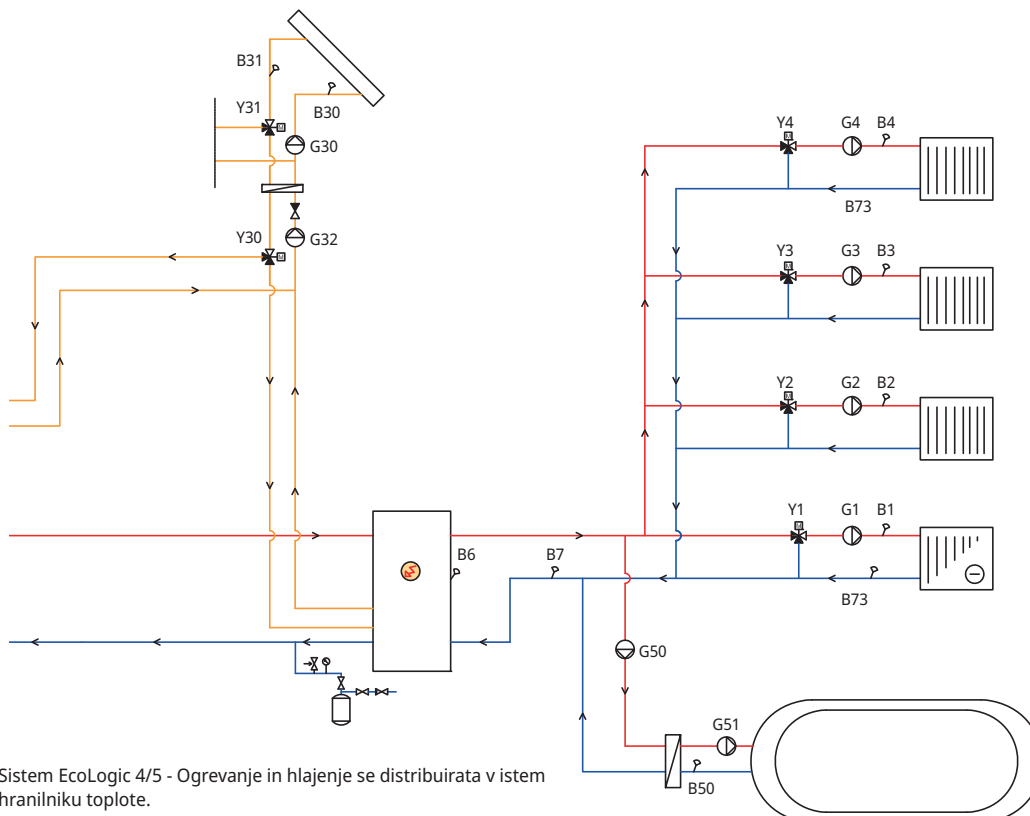 B31
B30
Y31
G30
Y4 G4 B4
B73
Y30
G32
Y3 G3 B3
Y2 G2 B2
Y1 G1 B1
B6
B7
B73
G50
G51
B50
Sistem EcoLogic 4/5 - Ogrevanje in hlajenje se distribuirata v istem
hranilniku toplote.